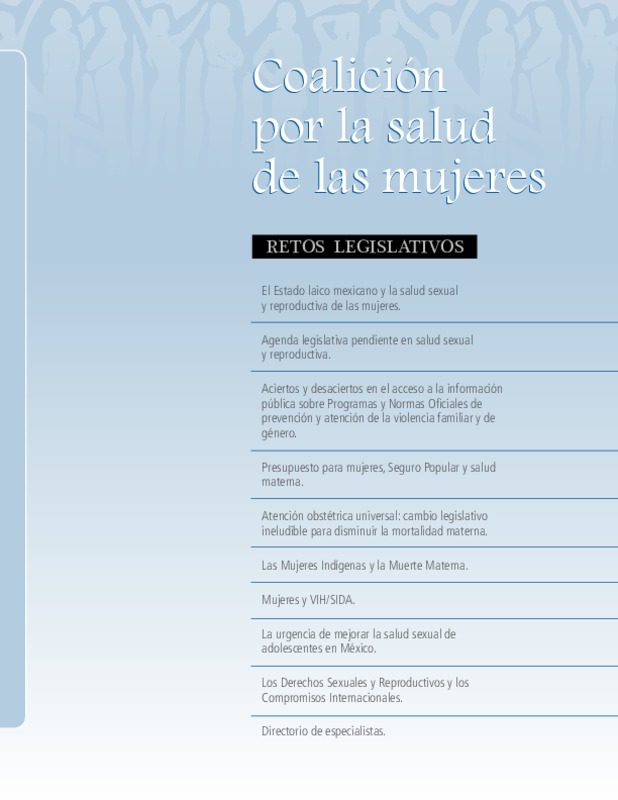 Coalición
por la salud
de las mujeres
RETOS LEGISLATIVOS
El Estado laico mexicano y la salud sexual
y reproductiva de las mujeres.
Agenda legislativa pendiente en salud sexual
y reproductiva.
Aciertos y desaciertos en el acceso a la información
pública sobre Programas y Normas Oficiales de
prevención y atención de la violencia familiar y de
género.
Presupuesto para mujeres, Seguro Popular y salud
materna.
Atención obstétrica universal: cambio legislativo
ineludible para disminuir la mortalidad materna.
Las Mujeres Indígenas y la Muerte Materna.
Mujeres y VIH/SIDA.
La urgencia de mejorar la salud sexual de
adolescentes en México.
Los Derechos Sexuales y Reproductivos y los
Compromisos Internacionales.
Directorio de especialistas.